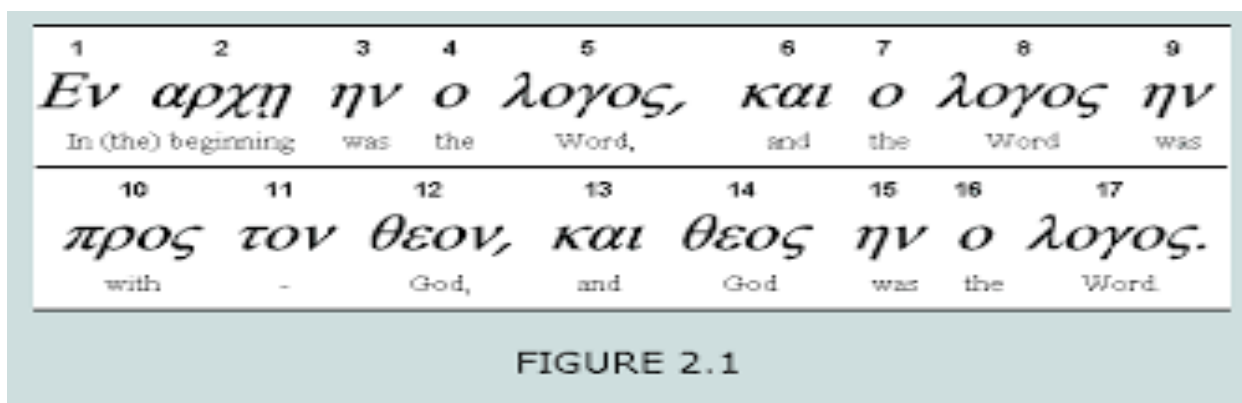 1 2 3 4 5 6 7 8 9
Εν αρχῃ ην ο λογος, και ο λογος ην
In (the) beginning was the Word, and the Word was
10 11 12 13 14 15 16 17
προς τον θεον, και θεος ην ο λογος.
with - God, and God was the Word.
FIGURE 2.1